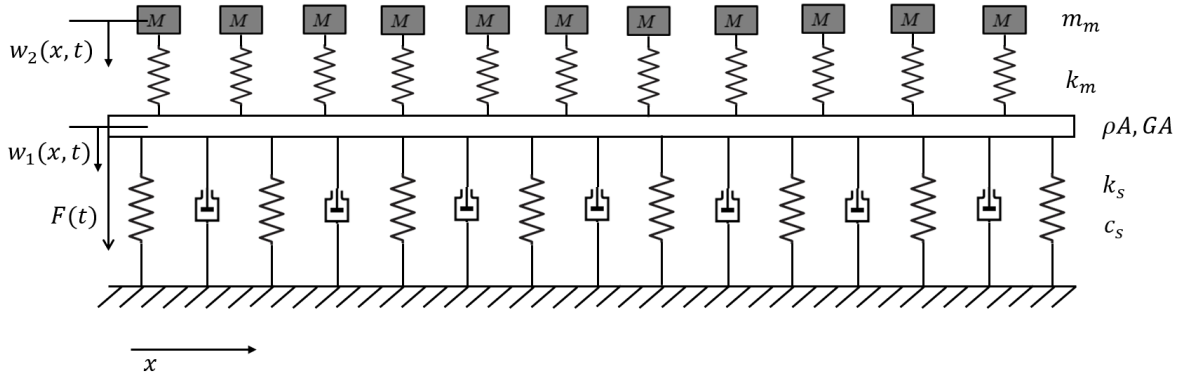 M M M M M M M M M M M
m_m
w_2(x, t)
k_m
ρA, GA
w_1(x, t)
k_s
F(t)
c_s
x